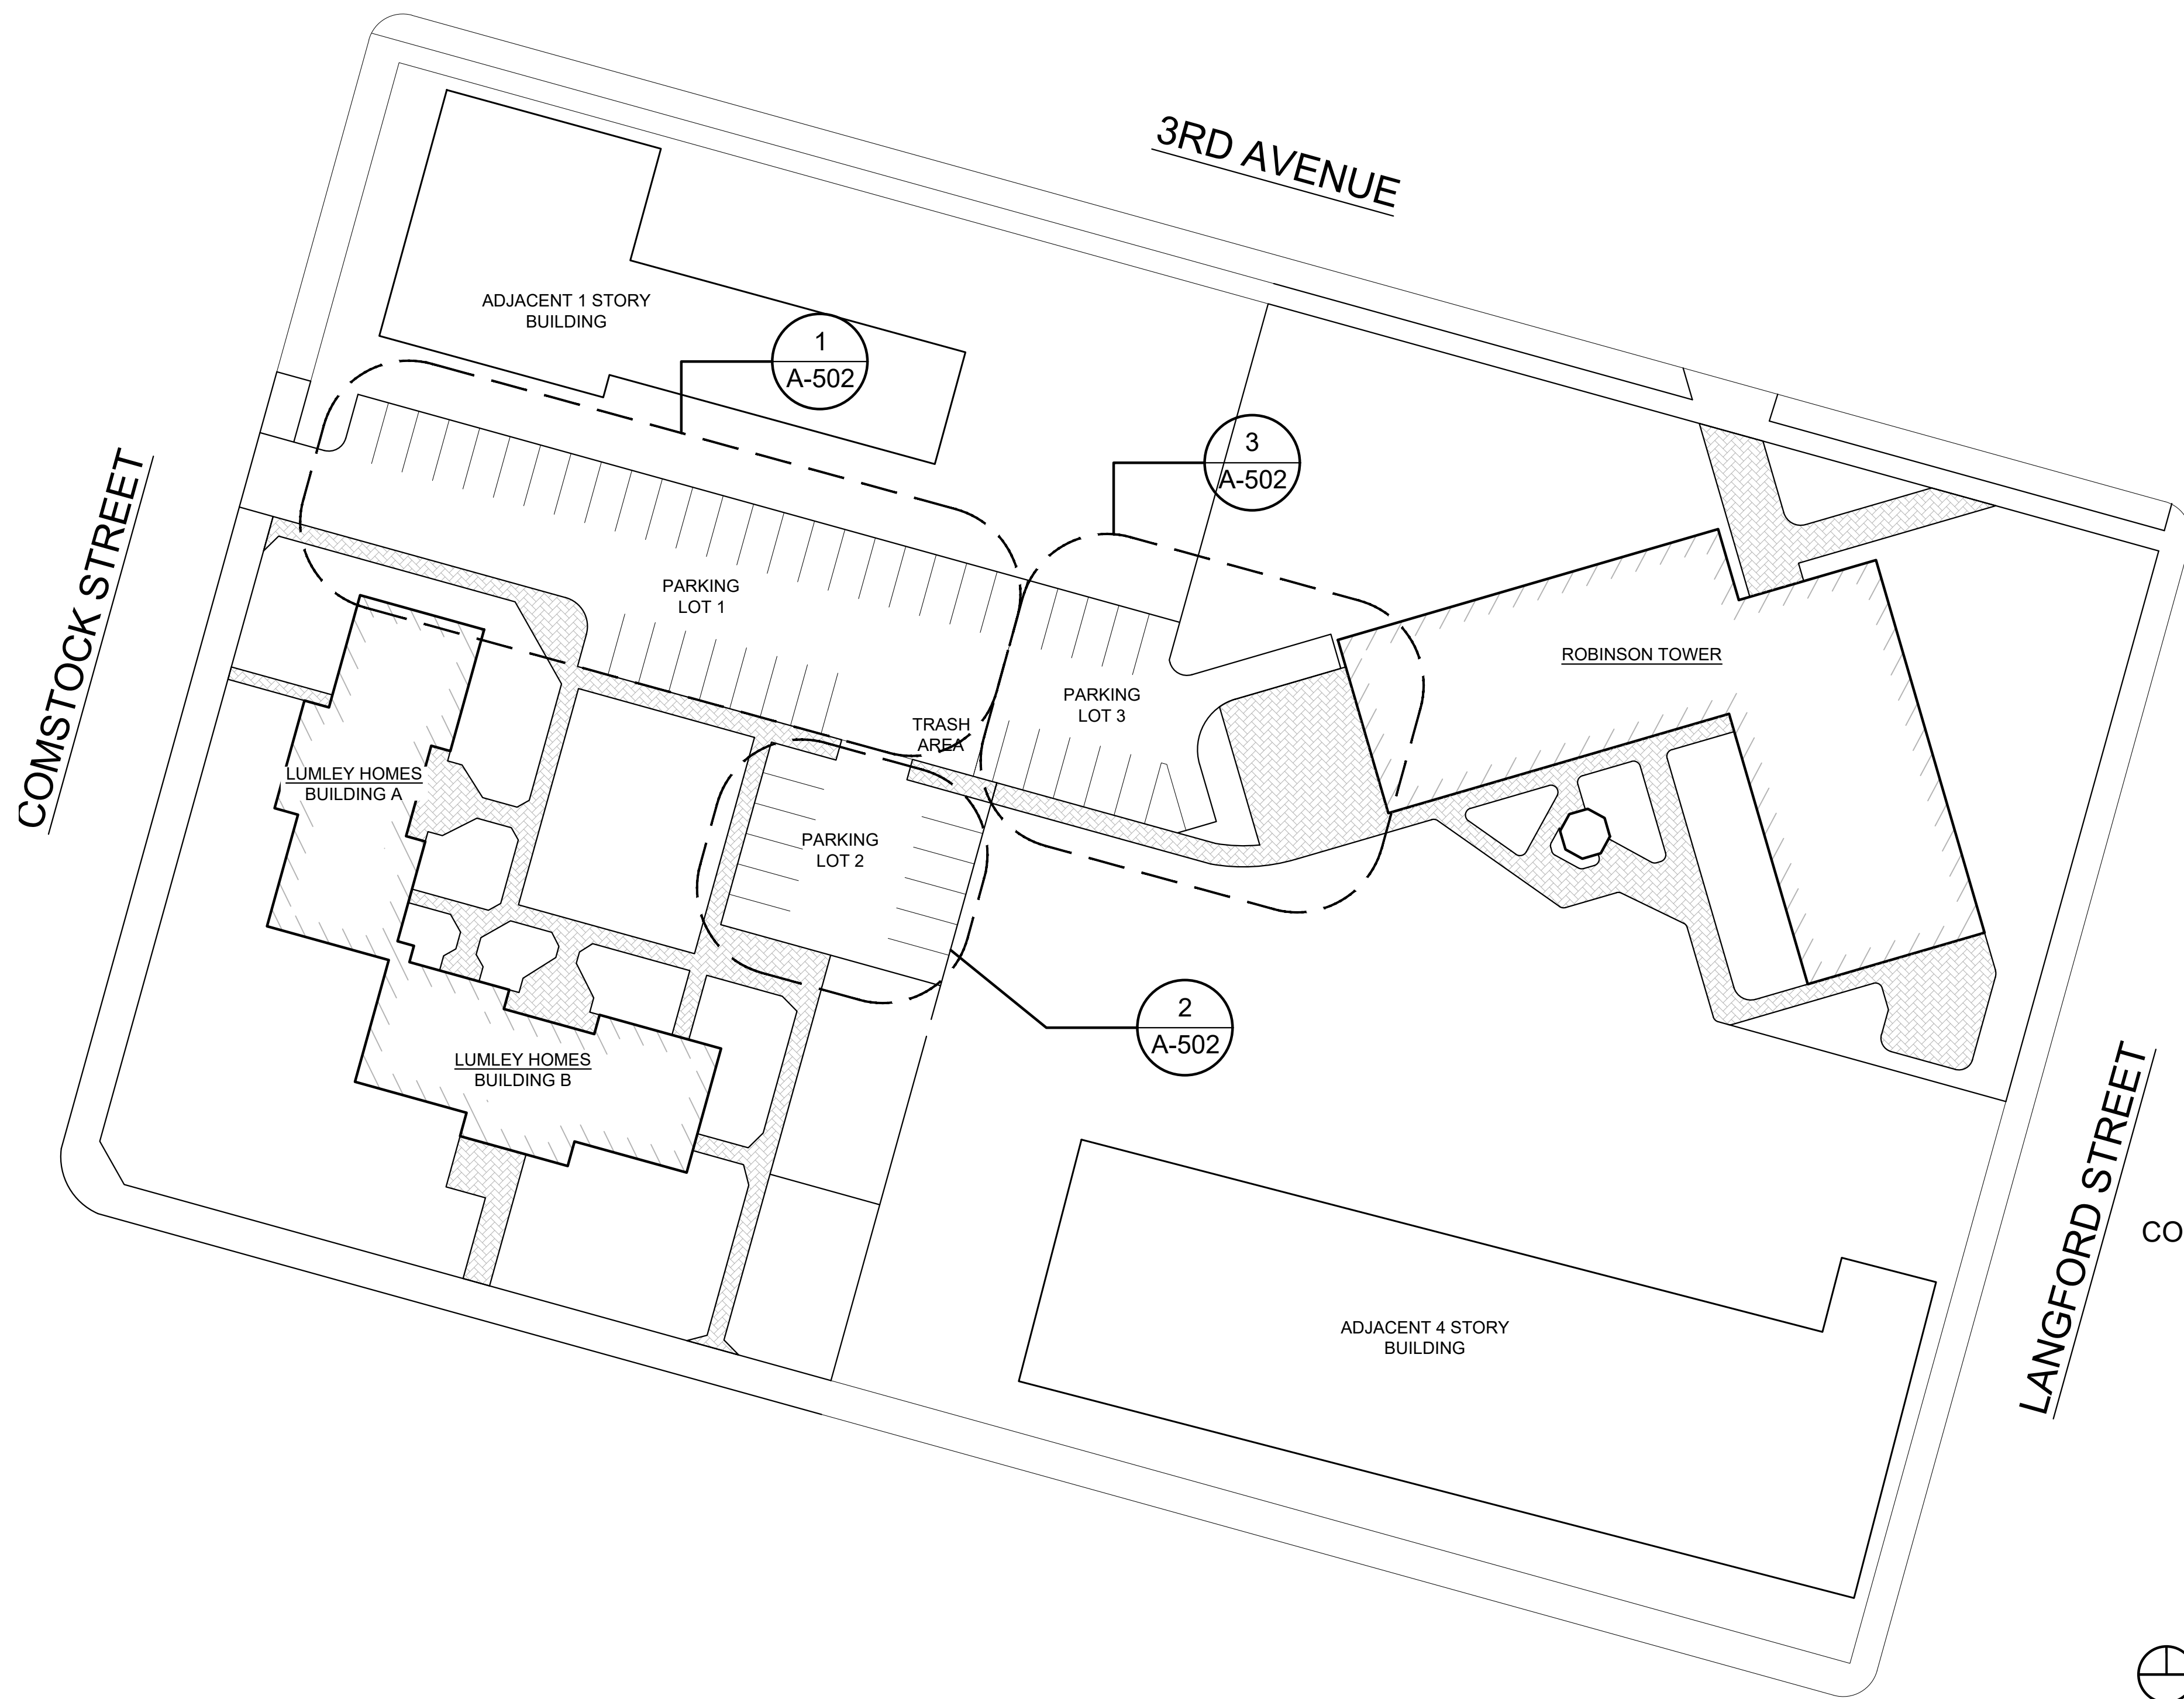 3RD AVENUE
ADJACENT 1 STORY
BUILDING
1
A-502
3
A-502
COMSTOCK STREET
PARKING
LOT 1
ROBINSON TOWER
PARKING
LOT 3
TRASH
AREA
LUMLEY HOMES
BUILDING A
PARKING
LOT 2
2
A-502
LUMLEY HOMES
BUILDING B
LANGFORD STREET
CO
ADJACENT 4 STORY
BUILDING